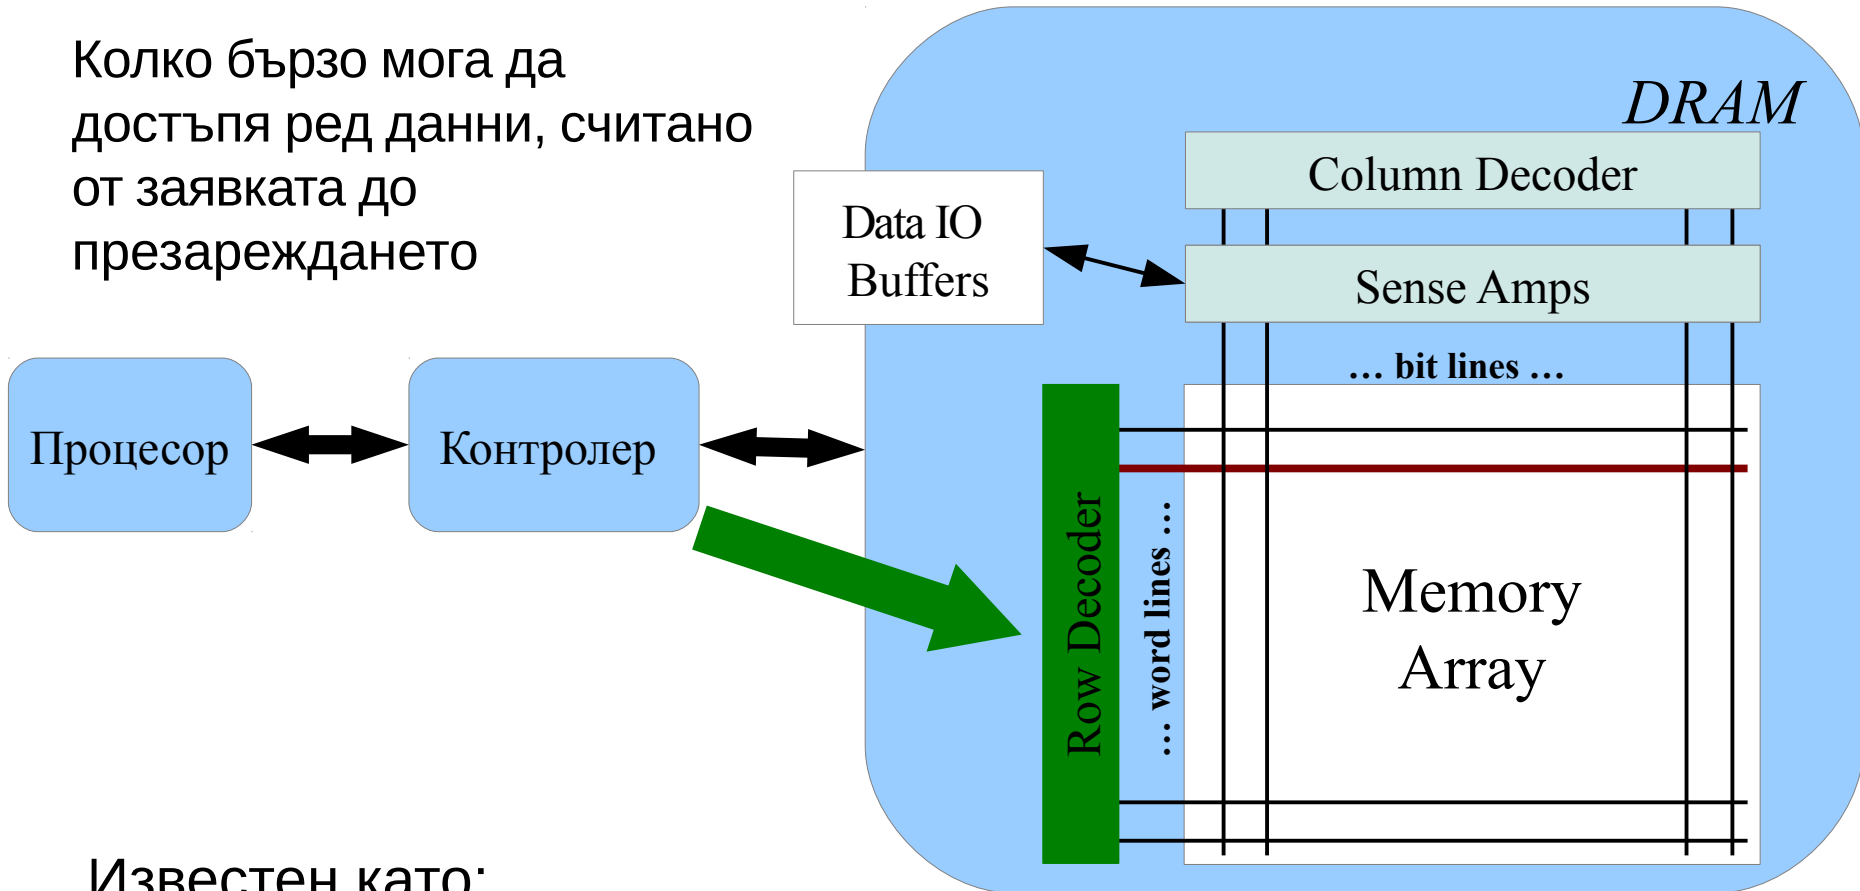 Колко бързо мога да
достъпя ред данни, считано
от заявката до
презареждането
DRAM
Column Decoder
Data IO
Buffers
Sense Amps
... bit lines ...
Процесор
Контролер
Row Decoder
... word lines ...
Memory
Array
Известен като: